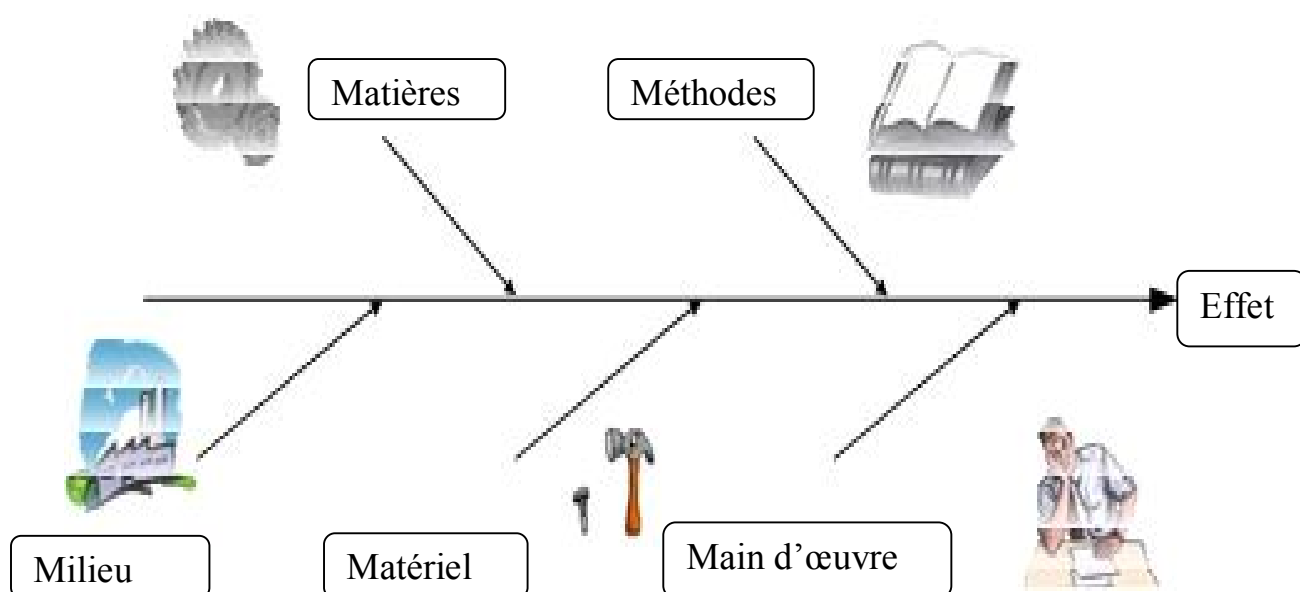 Matières
Méthodes
Effet
Milieu
Matériel
Main d’œuvre